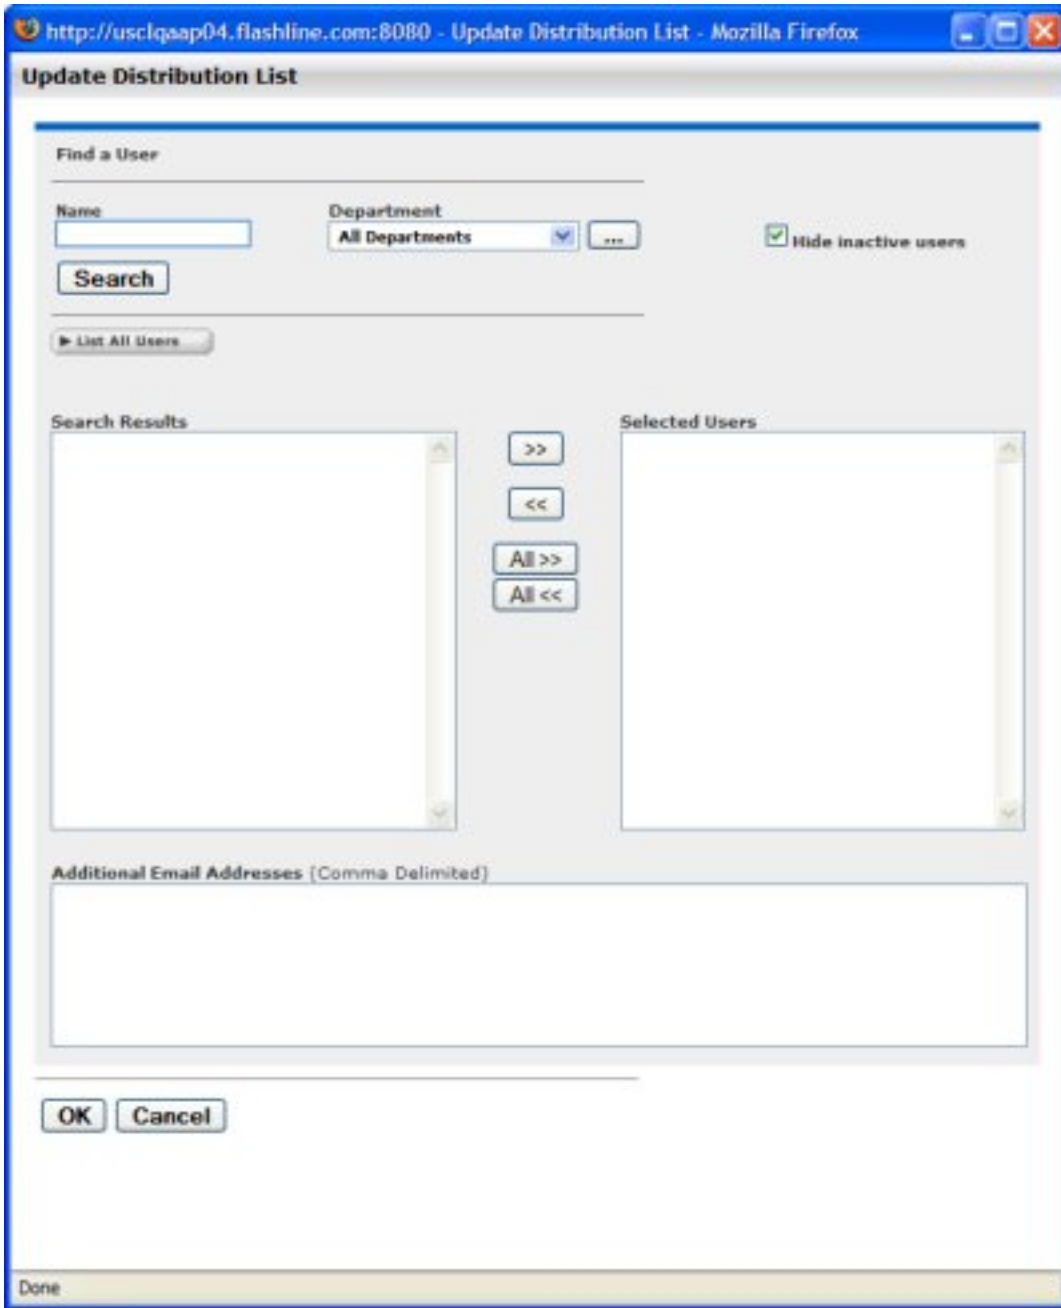 http://usclqaap04.flashline.com:8080 - Update Distribution List - Mozilla Firefox
Update Distribution List
Find a User
Name Department
All Departments ... Hide inactive users
Search
List All Users
Search Results Selected Users
>>
<<
All >>
All <<
Additional Email Addresses (Comma Delimited)
OK Cancel
Done